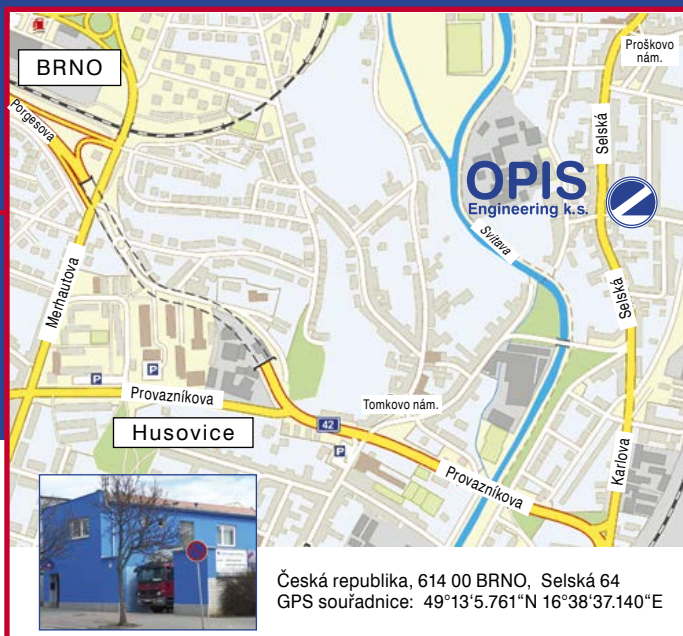 BRNO
Proškovo
nám.
Porgesova
Selská
OPIS
Engineering k.s.
Svitava
Merhautova
Selská
P
P
Provazníkova
Tomkovo nám.
42
Husovice
P
Provazníkova
Karlova
Česká republika, 614 00 BRNO, Selská 64
GPS souřadnice: 49°13‘5.761“N 16°38‘37.140“E